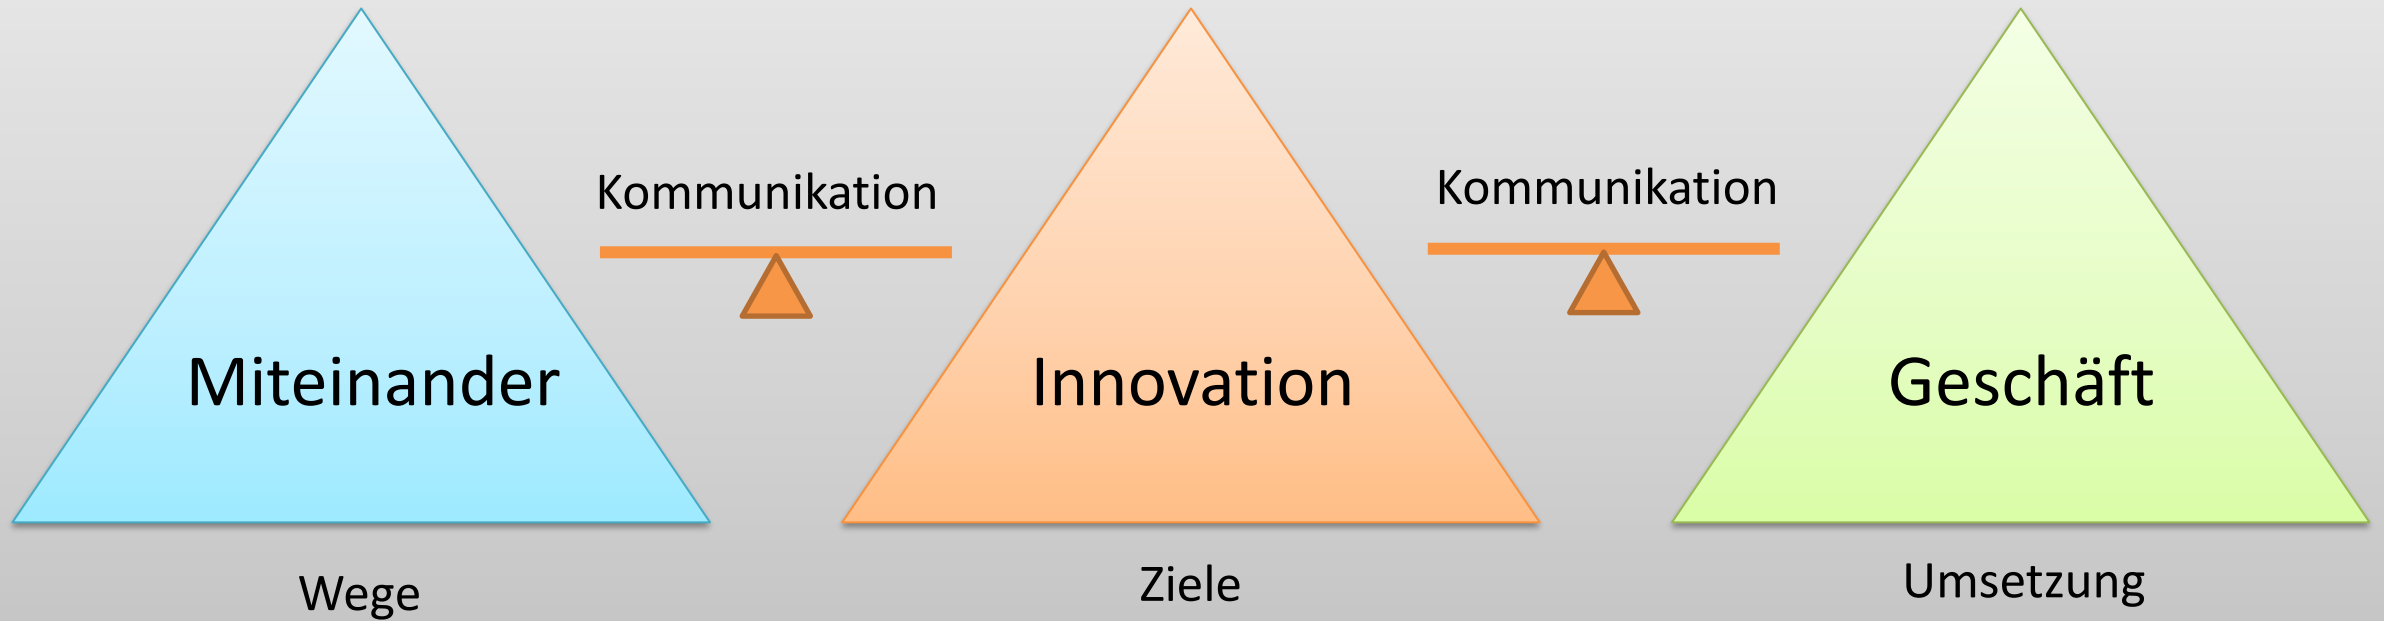 Kommunikation
Kommunikation
Miteinander
Innovation
Geschäft
Wege
Ziele
Umsetzung